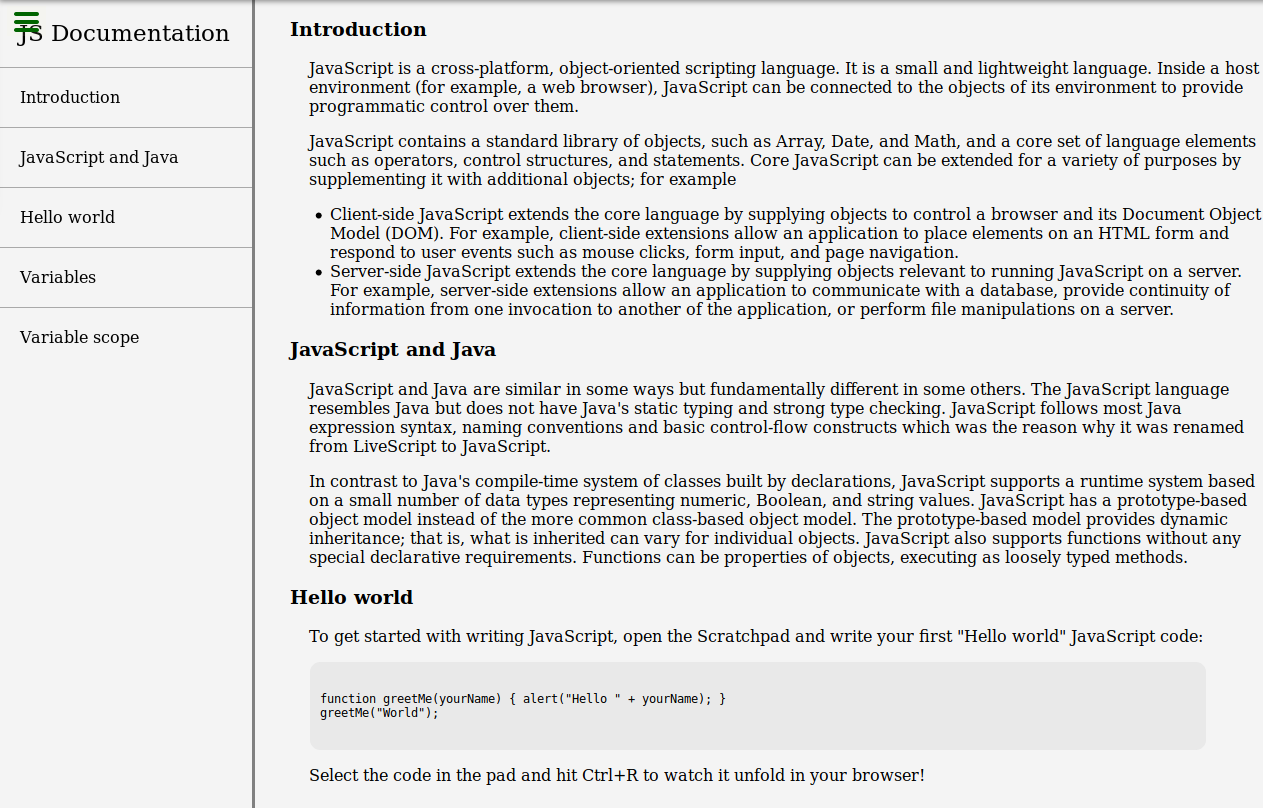 JS Documentation
Introduction
JavaScript and Java
Hello world
Variables
Variable scope
Introduction
JavaScript is a cross-platform, object-oriented scripting language. It is a small and lightweight language. Inside a host
environment (for example, a web browser), JavaScript can be connected to the objects of its environment to provide
programmatic control over them.
JavaScript contains a standard library of objects, such as Array, Date, and Math, and a core set of language elements
such as operators, control structures, and statements. Core JavaScript can be extended for a variety of purposes by
supplementing it with additional objects; for example
• Client-side JavaScript extends the core language by supplying objects to control a browser and its Document Object
Model (DOM). For example, client-side extensions allow an application to place elements on an HTML form and
respond to user events such as mouse clicks, form input, and page navigation.
• Server-side JavaScript extends the core language by supplying objects relevant to running JavaScript on a server.
For example, server-side extensions allow an application to communicate with a database, provide continuity of
information from one invocation to another of the application, or perform file manipulations on a server.
JavaScript and Java
JavaScript and Java are similar in some ways but fundamentally different in some others. The JavaScript language
resembles Java but does not have Java's static typing and strong type checking. JavaScript follows most Java
expression syntax, naming conventions and basic control-flow constructs which was the reason why it was renamed
from LiveScript to JavaScript.
In contrast to Java's compile-time system of classes built by declarations, JavaScript supports a runtime system based
on a small number of data types representing numeric, Boolean, and string values. JavaScript has a prototype-based
object model instead of the more common class-based object model. The prototype-based model provides dynamic
inheritance; that is, what is inherited can vary for individual objects. JavaScript also supports functions without any
special declarative requirements. Functions can be properties of objects, executing as loosely typed methods.
Hello world
To get started with writing JavaScript, open the Scratchpad and write your first "Hello world" JavaScript code:
function greetMe(yourName) { alert("Hello " + yourName); }
greetMe("World");
Select the code in the pad and hit Ctrl+R to watch it unfold in your browser!